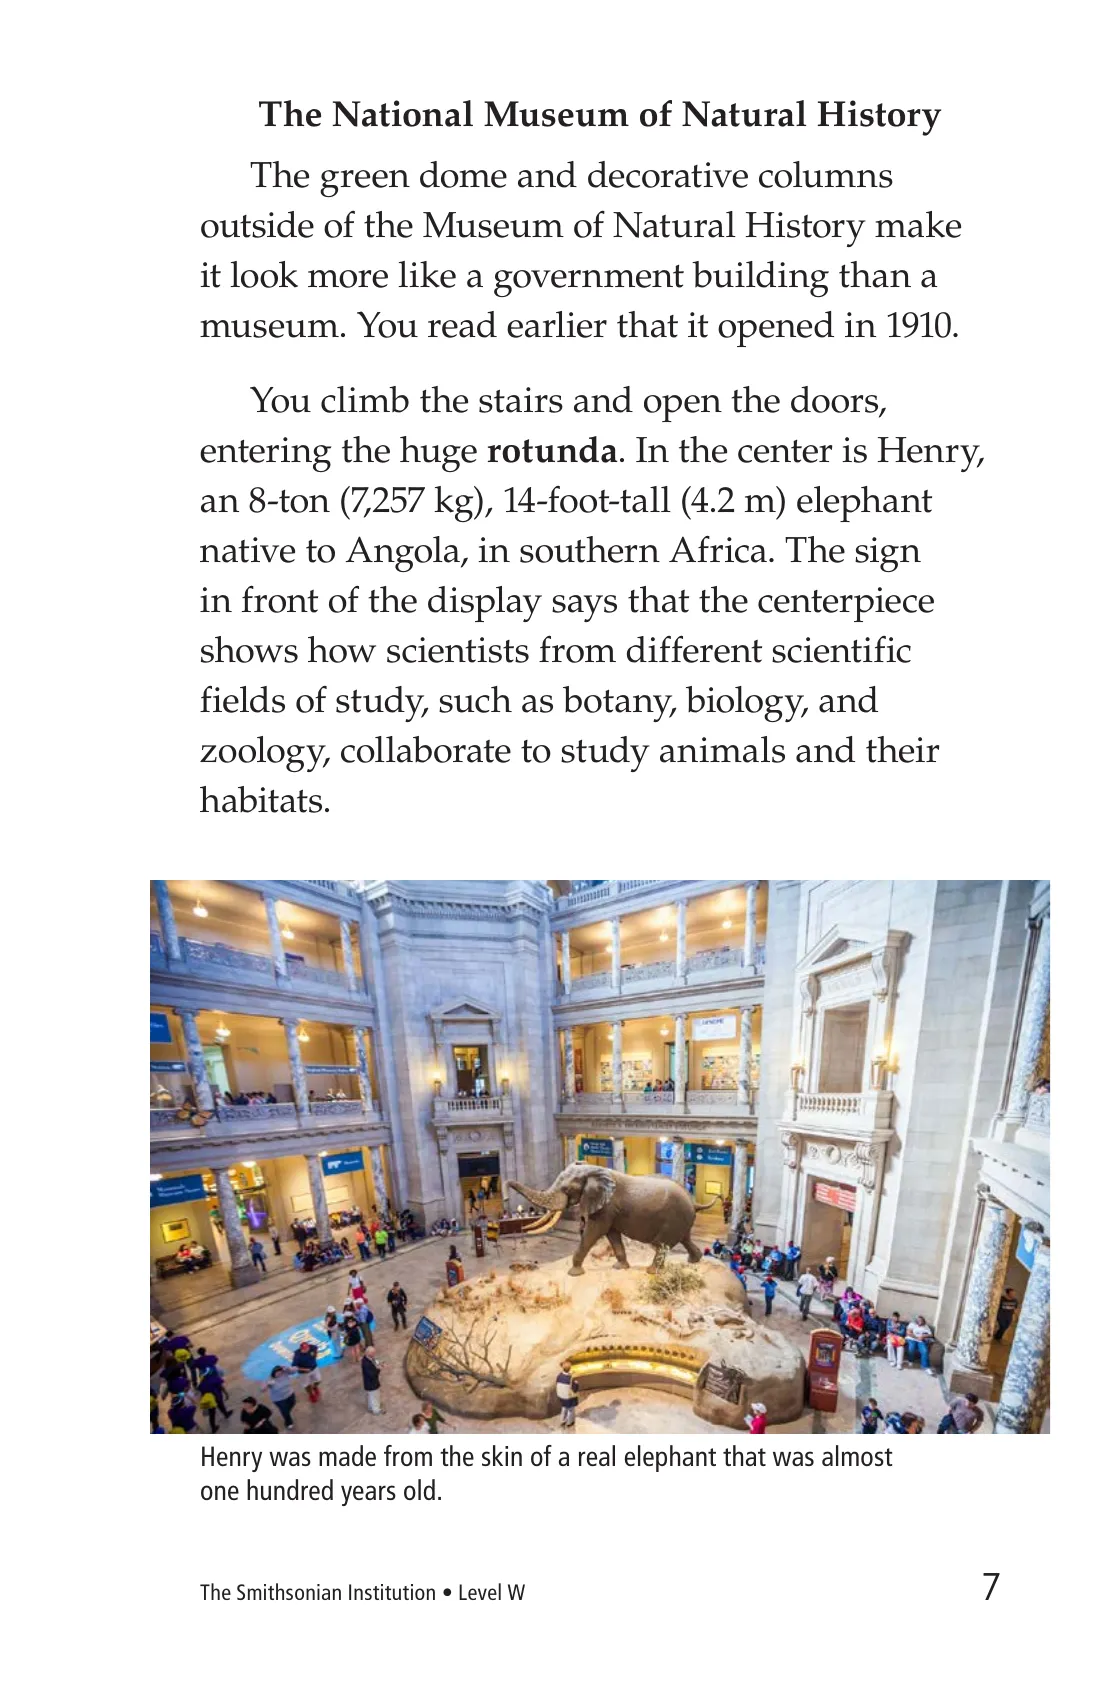 The National Museum of Natural History
The green dome and decorative columns
outside of the Museum of Natural History make
it look more like a government building than a
museum. You read earlier that it opened in 1910.
You climb the stairs and open the doors,
entering the huge rotunda. In the center is Henry,
an 8-ton (7,257 kg), 14-foot-tall (4.2 m) elephant
native to Angola, in southern Africa. The sign
in front of the display says that the centerpiece
shows how scientists from different scientific
fields of study, such as botany, biology, and
zoology, collaborate to study animals and their
habitats.
Henry was made from the skin of a real elephant that was almost
one hundred years old.
The Smithsonian Institution • Level W
7